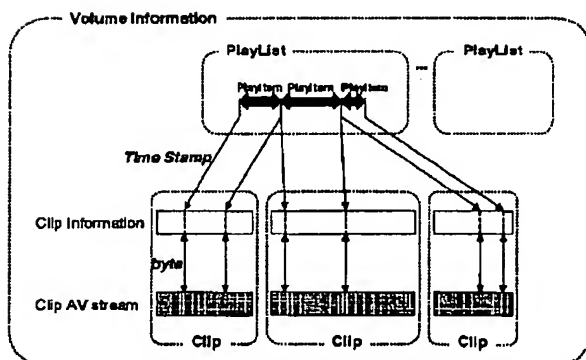 Volume Information
PlayList
PlayList
...
PlayItem PlayItem PlayItem
Time Stamp
Clip Information
byte
Clip AV stream
Clip
Clip
Clip